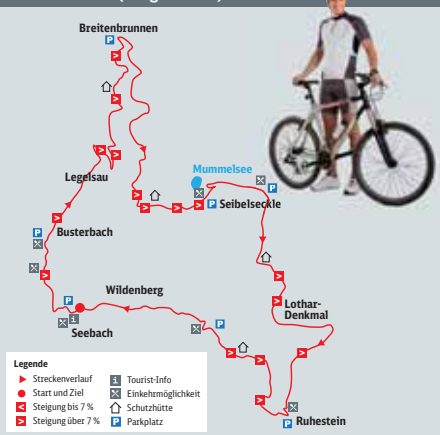 Breitenbrunnen
P
Mummelsee
Legelsau
P
P Seibelseckle
P
Busterbach
Wildenberg
Lothar-
Denkmal
P
P
i
Seebach
Ruhestein
P
Legende
Streckenverlauf
Start und Ziel
Steigung bis 7 %
Steigung über 7 %
i Tourist-Info
Einkehrmöglichkeit
Schutzhütte
P Parkplatz